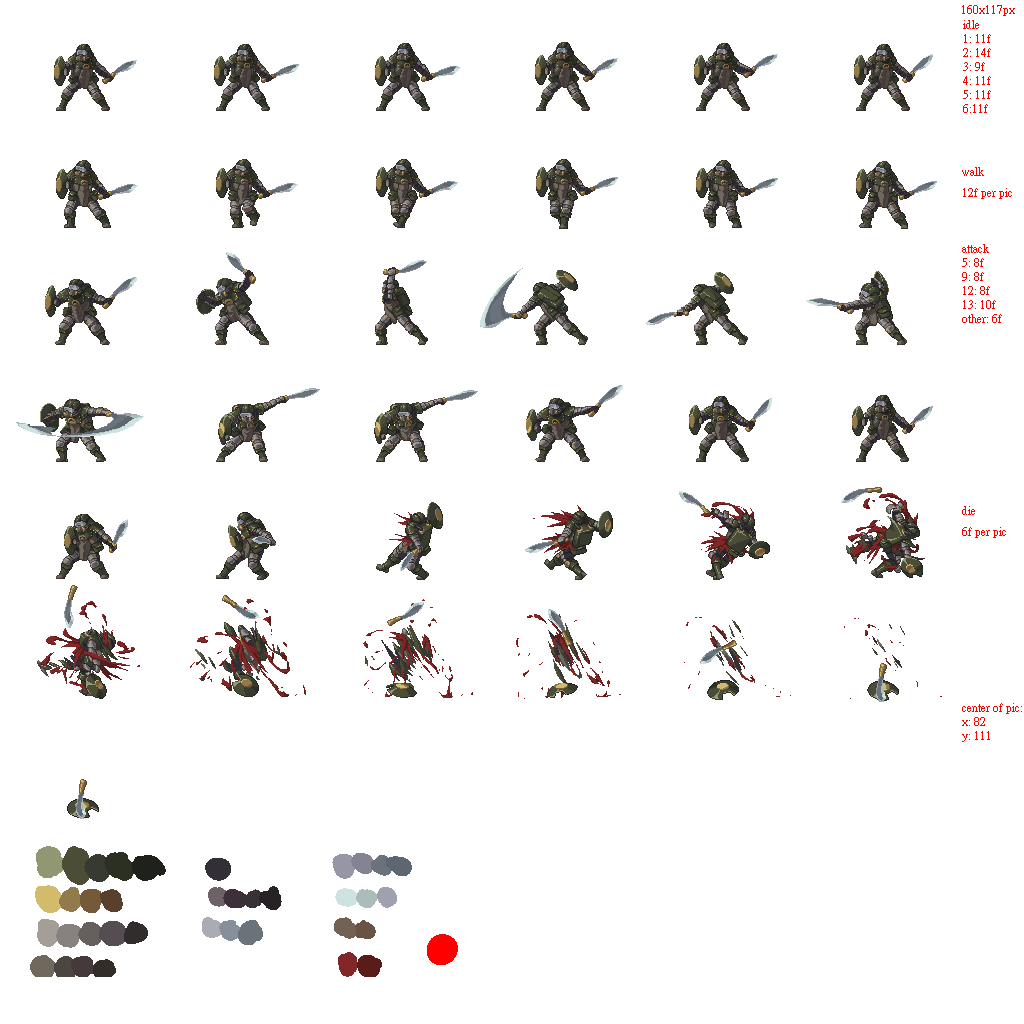 160x117px
idle
1: 11f
2: 14f
3: 9f
4: 11f
5: 11f
6:11f
walk
12f per pic
attack
5: 8f
9: 8f
12: 8f
13: 10f
other: 6f
die
6f per pic
center of pic:
x: 82
y: 111